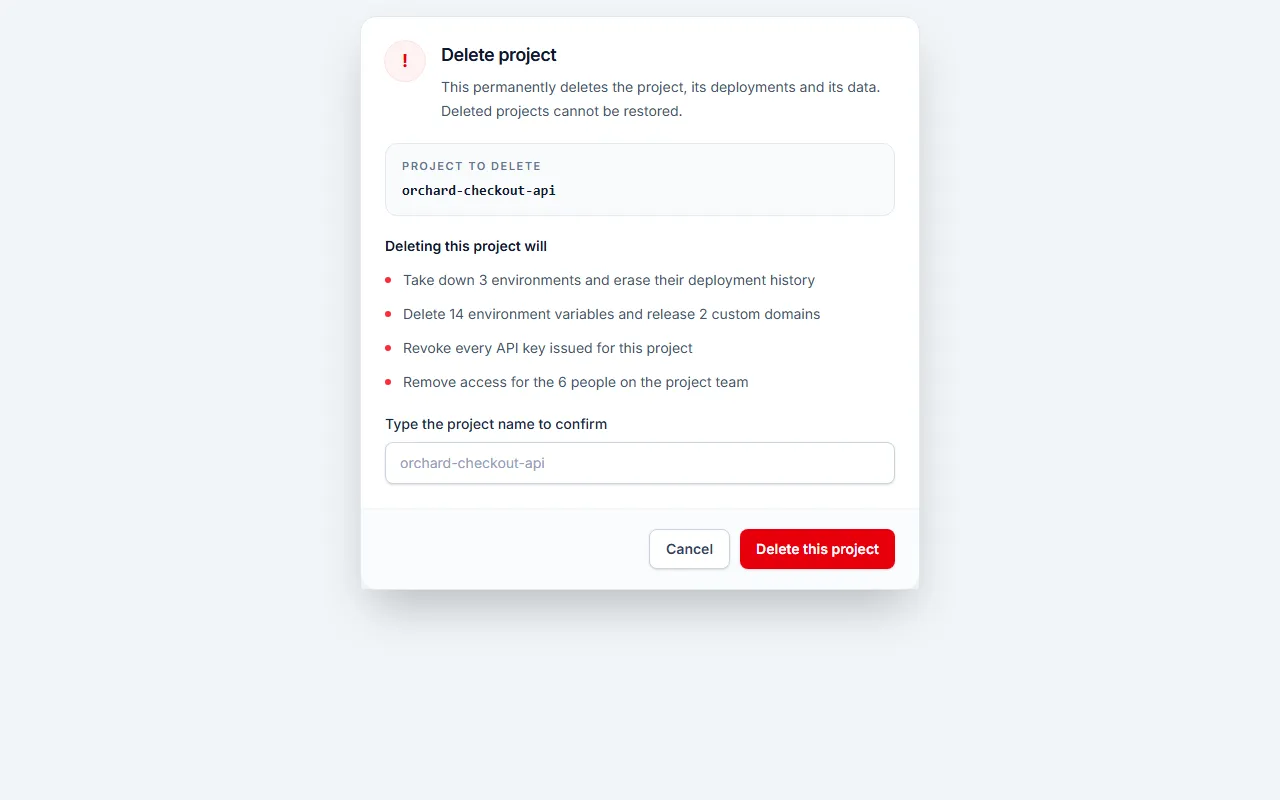 !
Delete project
This permanently deletes the project, its deployments and its data.
Deleted projects cannot be restored.
PROJECT TO DELETE
orchard-checkout-api
Deleting this project will
Take down 3 environments and erase their deployment history
Delete 14 environment variables and release 2 custom domains
Revoke every API key issued for this project
Remove access for the 6 people on the project team
Type the project name to confirm
orchard-checkout-api
Cancel
Delete this project